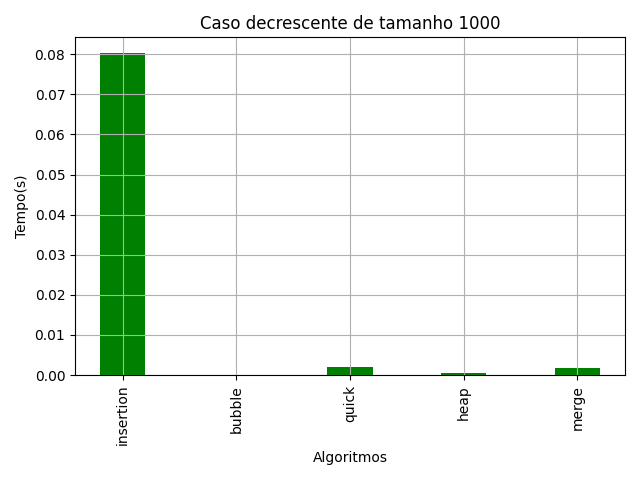 Caso decrescente de tamanho 1000
Tempo(s)
0.08
0.07
0.06
0.05
0.04
0.03
0.02
0.01
0.00
insertion
bubble
quick
heap
merge
Algoritmos